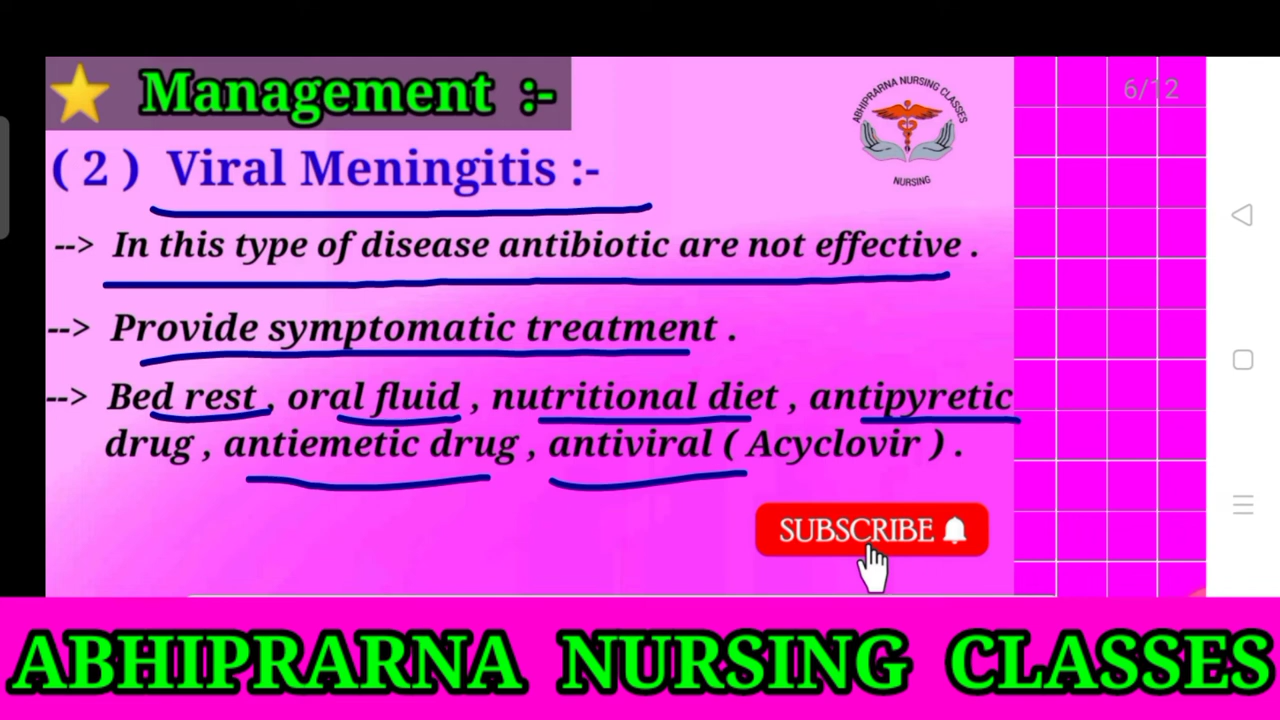 ⭐ Management :-
6/12
ABHIPRARNA NURSING CLASSES
NURSING
( 2 ) Viral Meningitis :-
--> In this type of disease antibiotic are not effective .
--> Provide symptomatic treatment .
--> Bed rest , oral fluid , nutritional diet , antipyretic
drug , antiemetic drug , antiviral ( Acyclovir ) .
SUBSCRIBE
ABHIPRARNA NURSING CLASSES